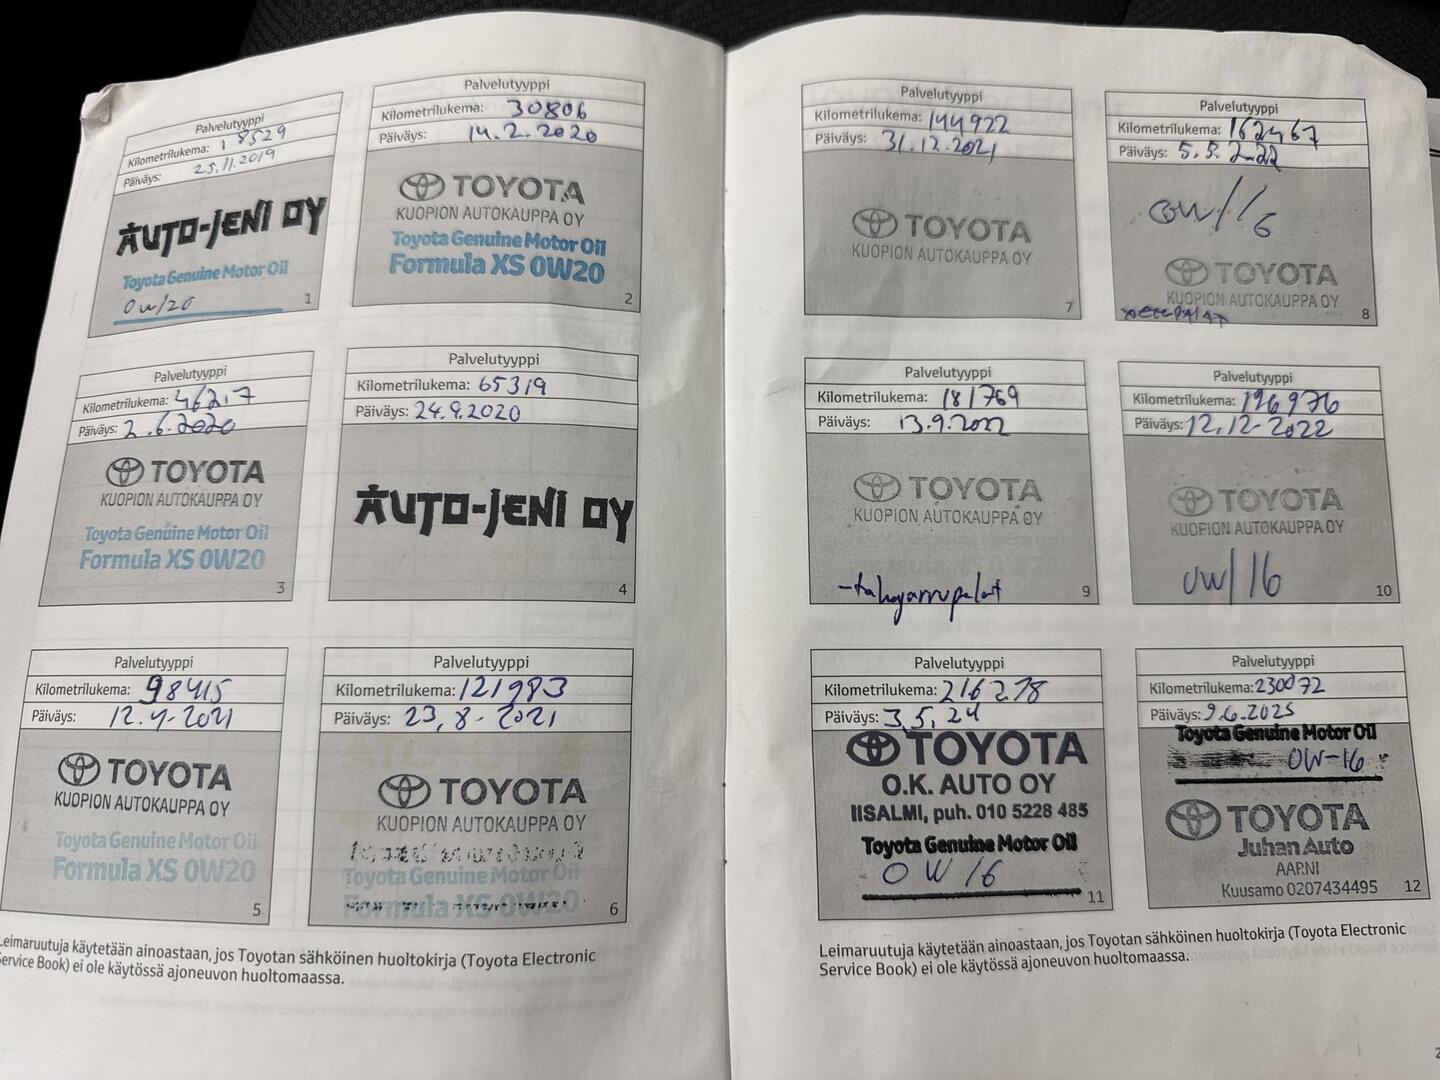 Palvelutyyppi
Kilometrilukema: 18529
Päiväys: 25.11.2019
AUTO-JENI OY
Toyota Genuine Motor Oil
0w/20
1
Palvelutyyppi
Kilometrilukema: 30806
Päiväys: 14.2.2020
TOYOTA
KUOPION AUTOKAUPPA OY
Toyota Genuine Motor Oil
Formula XS 0W20
2
Palvelutyyppi
Kilometrilukema: 46217
Päiväys: 2.6.2020
TOYOTA
KUOPION AUTOKAUPPA OY
Toyota Genuine Motor Oil
Formula XS 0W20
3
Palvelutyyppi
Kilometrilukema: 65319
Päiväys: 24.9.2020
AUTO-JENI OY
4
Palvelutyyppi
Kilometrilukema: 98415
Päiväys: 12.4-2021
TOYOTA
KUOPION AUTOKAUPPA OY
Toyota Genuine Motor Oil
Formula XS 0W20
5
Palvelutyyppi
Kilometrilukema: 121983
Päiväys: 23,8-2021
TOYOTA
KUOPION AUTOKAUPPA OY
Toyota Genuine Motor Oil
Formula XS 0W20
6
Leimaruutuja käytetään ainoastaan, jos Toyotan sähköinen huoltokirja (Toyota Electronic
Service Book) ei ole käytössä ajoneuvon huoltomaassa.
Palvelutyyppi
Kilometrilukema: 144922
Päiväys: 31.12.2021
TOYOTA
KUOPION AUTOKAUPPA OY
7
Palvelutyyppi
Kilometrilukema: 162467
Päiväys: 5.5.2022
0W/16
TOYOTA
KUOPION AUTOKAUPPA OY
8
Palvelutyyppi
Kilometrilukema: 181769
Päiväys: 13.9.2022
TOYOTA
KUOPION AUTOKAUPPA OY
-takajarrupalat
9
Palvelutyyppi
Kilometrilukema: 196976
Päiväys: 12.12-2022
TOYOTA
KUOPION AUTOKAUPPA OY
0W/16
10
Palvelutyyppi
Kilometrilukema: 216278
Päiväys: 3.5.24
TOYOTA
O.K. AUTO OY
IISALMI, puh. 010 5228 485
Toyota Genuine Motor Oil
0W16
11
Palvelutyyppi
Kilometrilukema: 230072
Päiväys: 9.6.2025
Toyota Genuine Motor Oil
0W-16
TOYOTA
Juhan Auto
AARNI
Kuusamo 0207434495
12
Leimaruutuja käytetään ainoastaan, jos Toyotan sähköinen huoltokirja (Toyota Electronic
Service Book) ei ole käytössä ajoneuvon huoltomaassa.
2